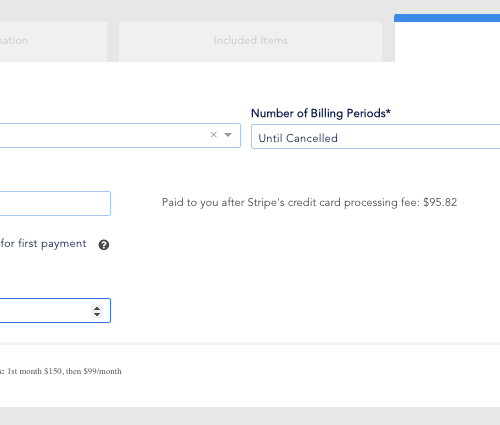 Included Items
Number of Billing Periods*
Until Cancelled
Paid to you after Stripe's credit card processing fee: $95.82
for first payment
1st month $150, then $99/month